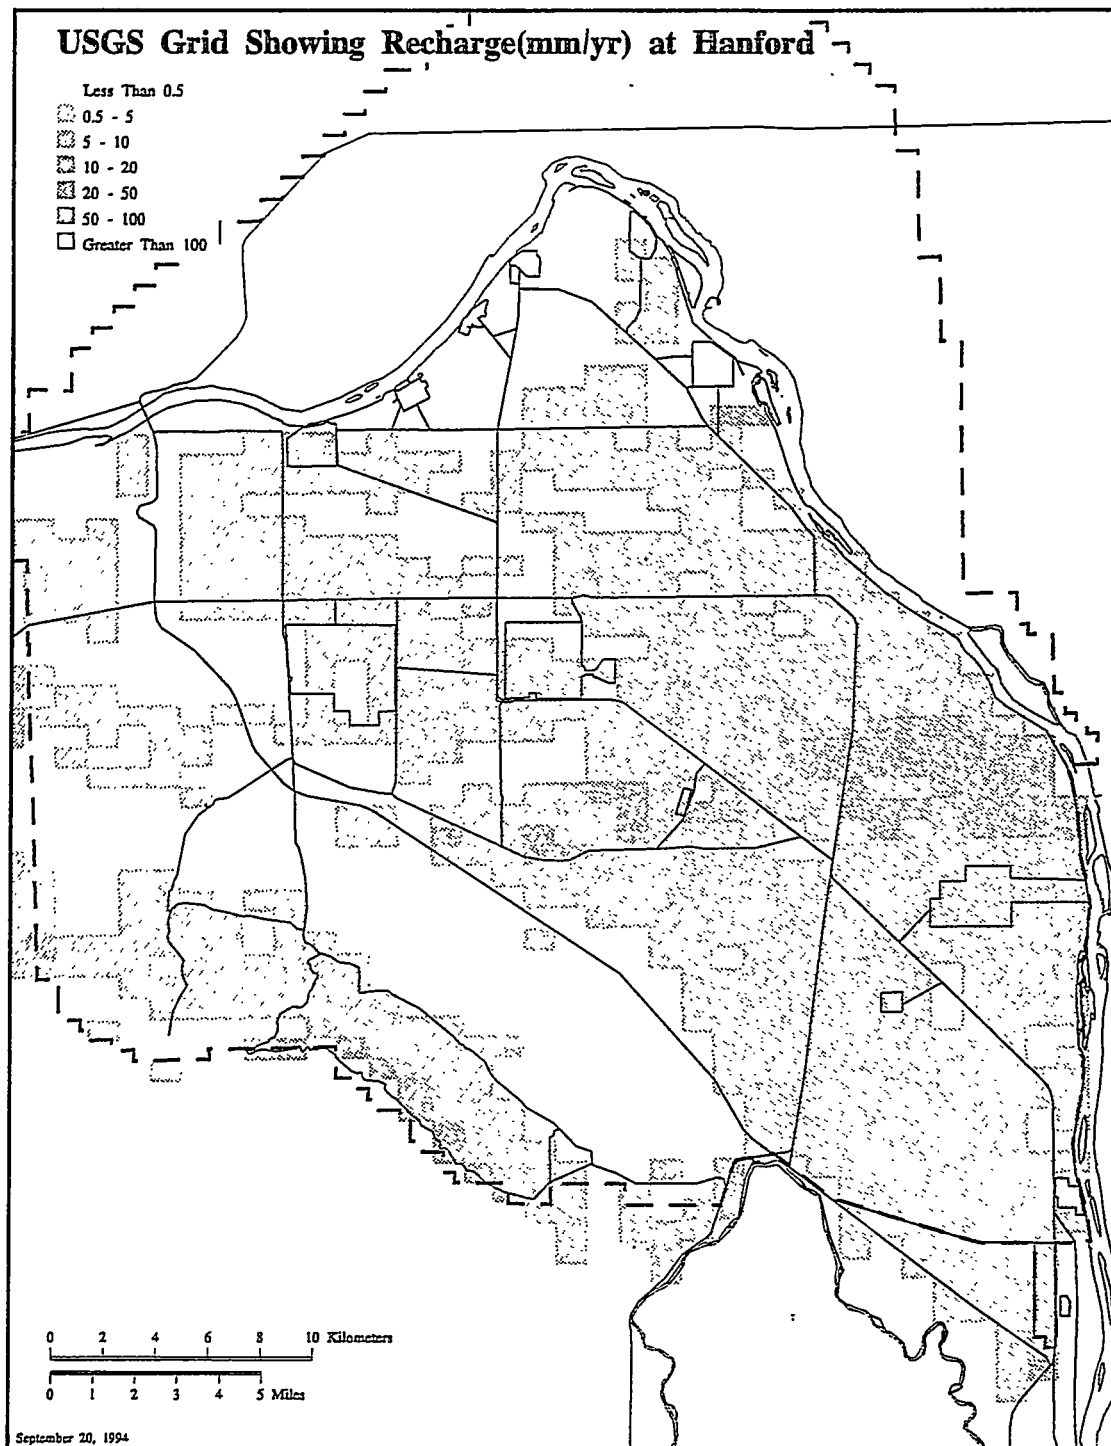 USGS Grid Showing Recharge(mm/yr) at Hanford
Less Than 0.5
0.5 - 5
5 - 10
10 - 20
20 - 50
50 - 100
Greater Than 100
0 2 4 6 8 10 Kilometers
0 1 2 3 4 5 Miles
September 20, 1994